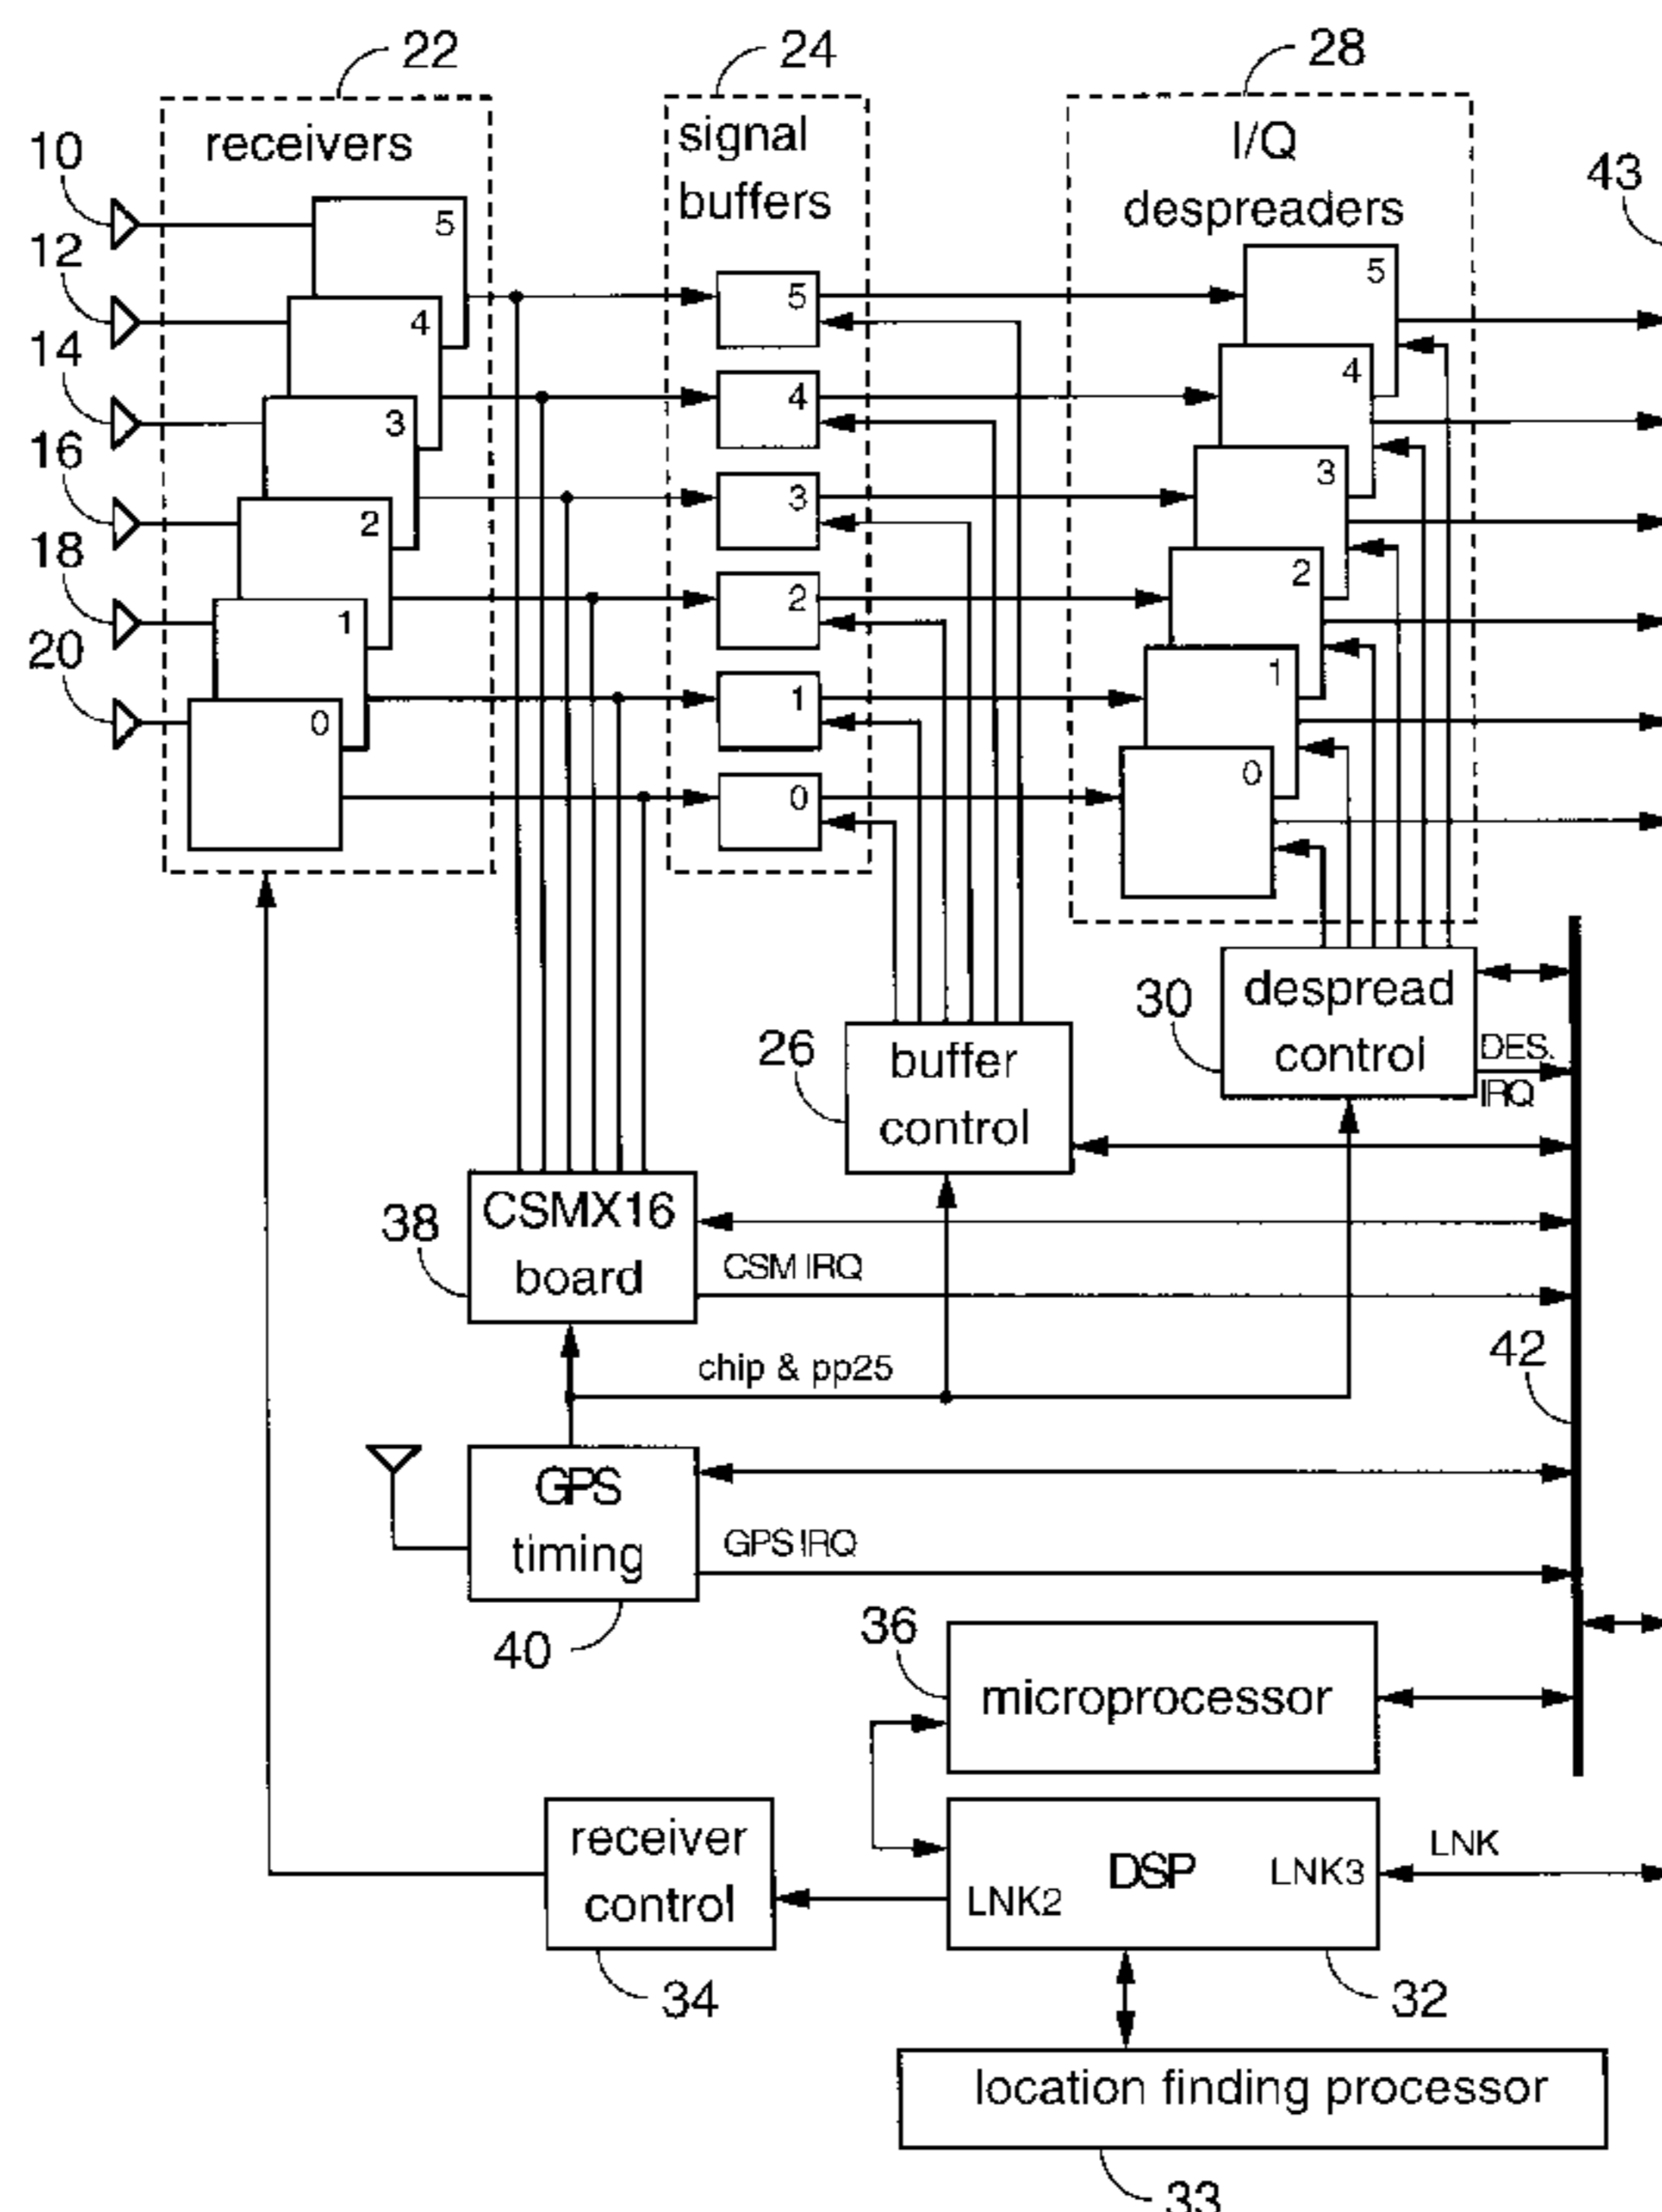 22
24
28
receivers
signal
buffers
I/Q
despreaders
43
10
12
14
16
18
20
5
4
3
2
1
0
5
4
3
2
1
0
5
4
3
2
1
0
26
buffer
control
30
despread
control
DES.
IRQ
38
CSMX16
board
CSM IRQ
chip & pp25
42
GPS
timing
GPS IRQ
40
36
microprocessor
receiver
control
34
DSP
LNK2
LNK3
LNK
32
location finding processor
33